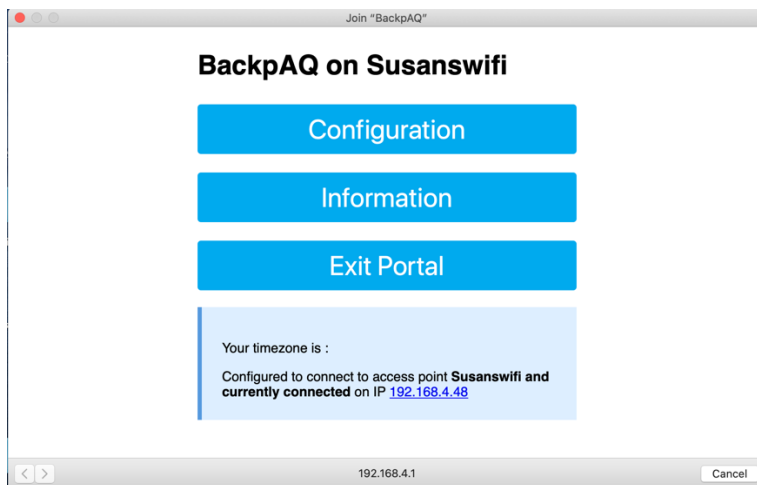 Join “BackpAQ”
BackpAQ on Susanswifi
Configuration
Information
Exit Portal
Your timezone is :
Configured to connect to access point Susanswifi and
currently connected on IP 192.168.4.48
192.168.4.1
Cancel